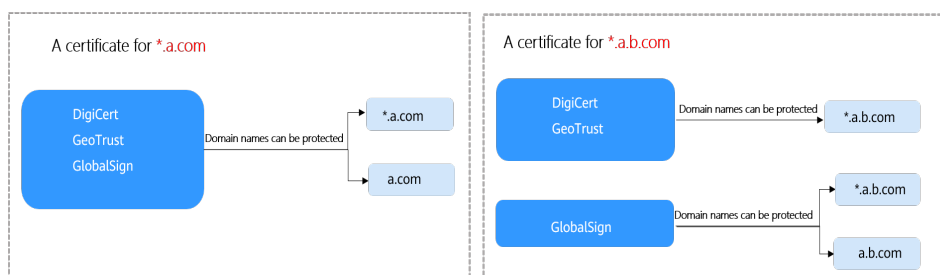 A certificate for *.a.com
DigiCert
GeoTrust
GlobalSign
Domain names can be protected
*.a.com
a.com
A certificate for *.a.b.com
DigiCert
GeoTrust
Domain names can be protected
*.a.b.com
GlobalSign
Domain names can be protected
*.a.b.com
a.b.com